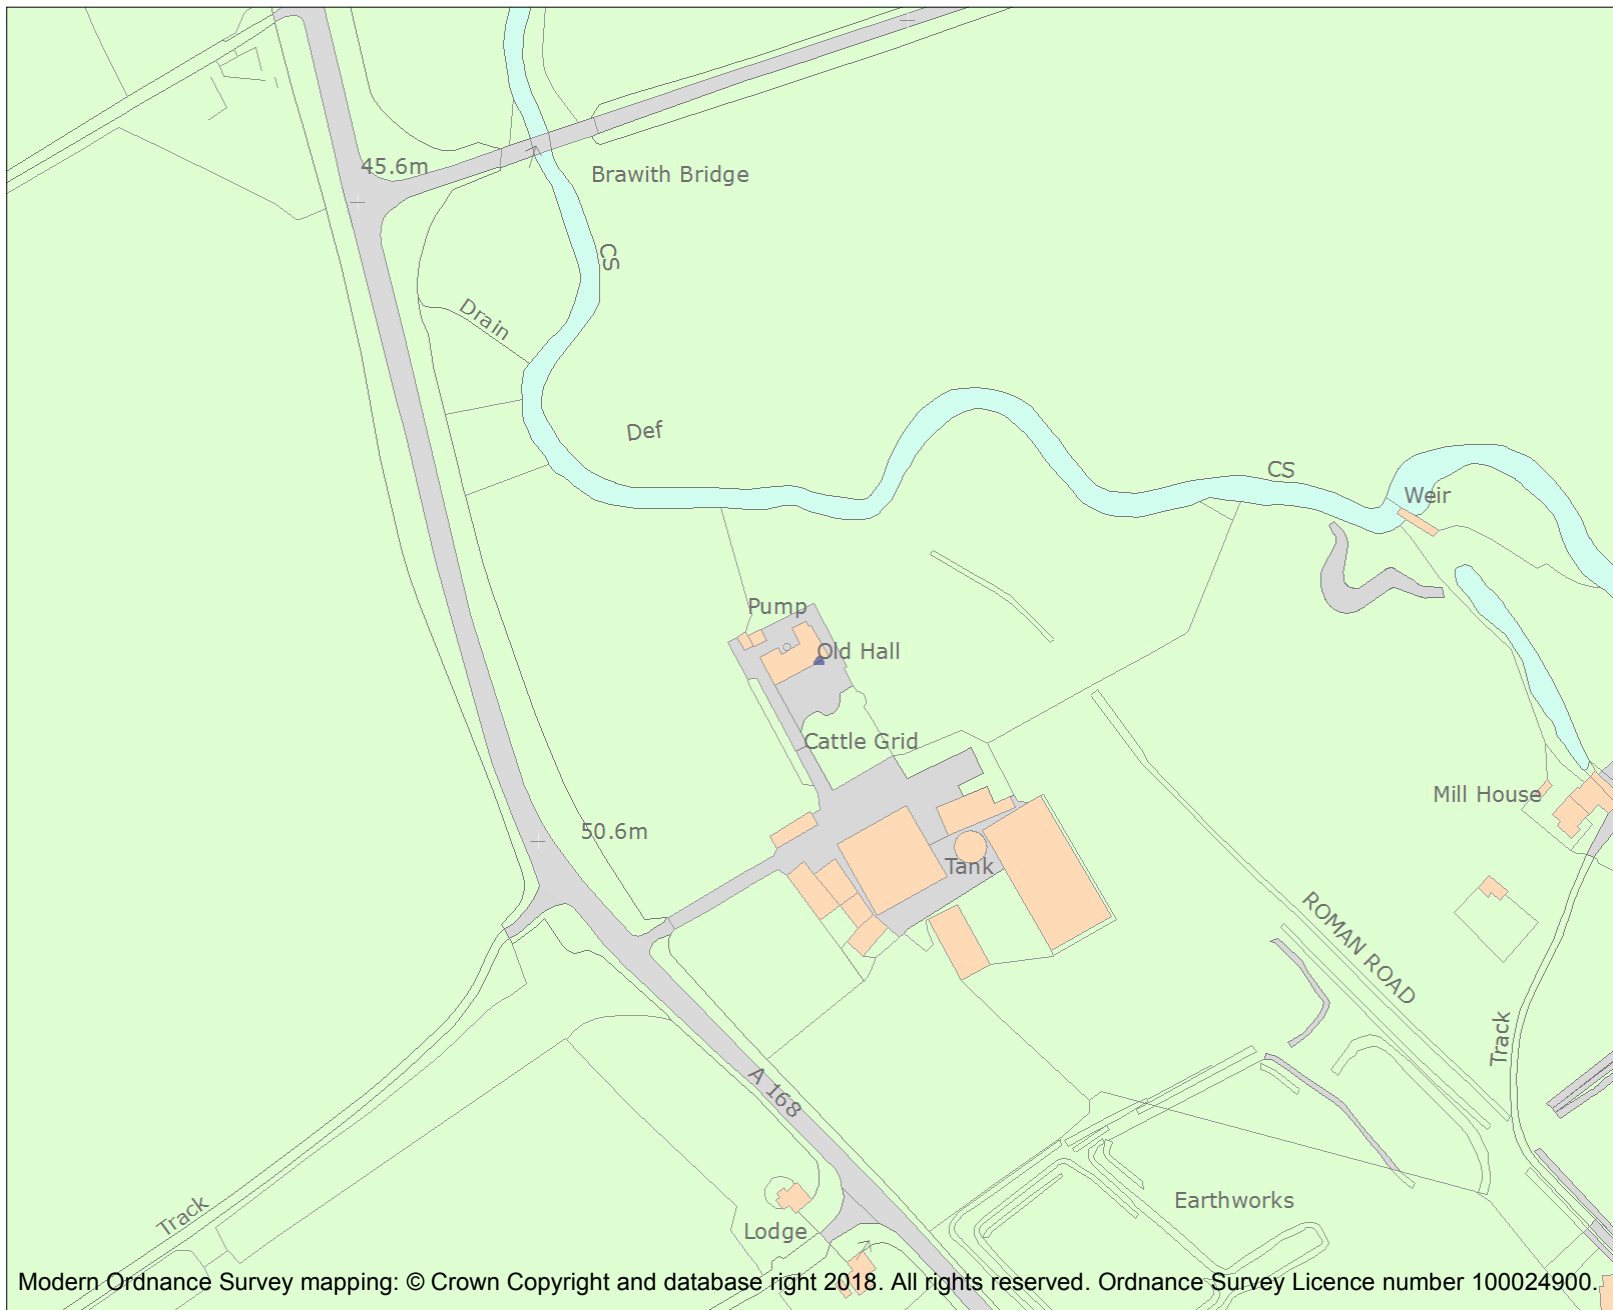 45.6m
Brawith Bridge
CS
Drain
Def
CS
Weir
Pump
Old Hall
Cattle Grid
Mill House
50.6m
Tank
ROMAN ROAD
Track
A 168
Track
Earthworks
Lodge
Modern Ordnance Survey mapping: © Crown Copyright and database right 2018. All rights reserved. Ordnance Survey Licence number 100024900.